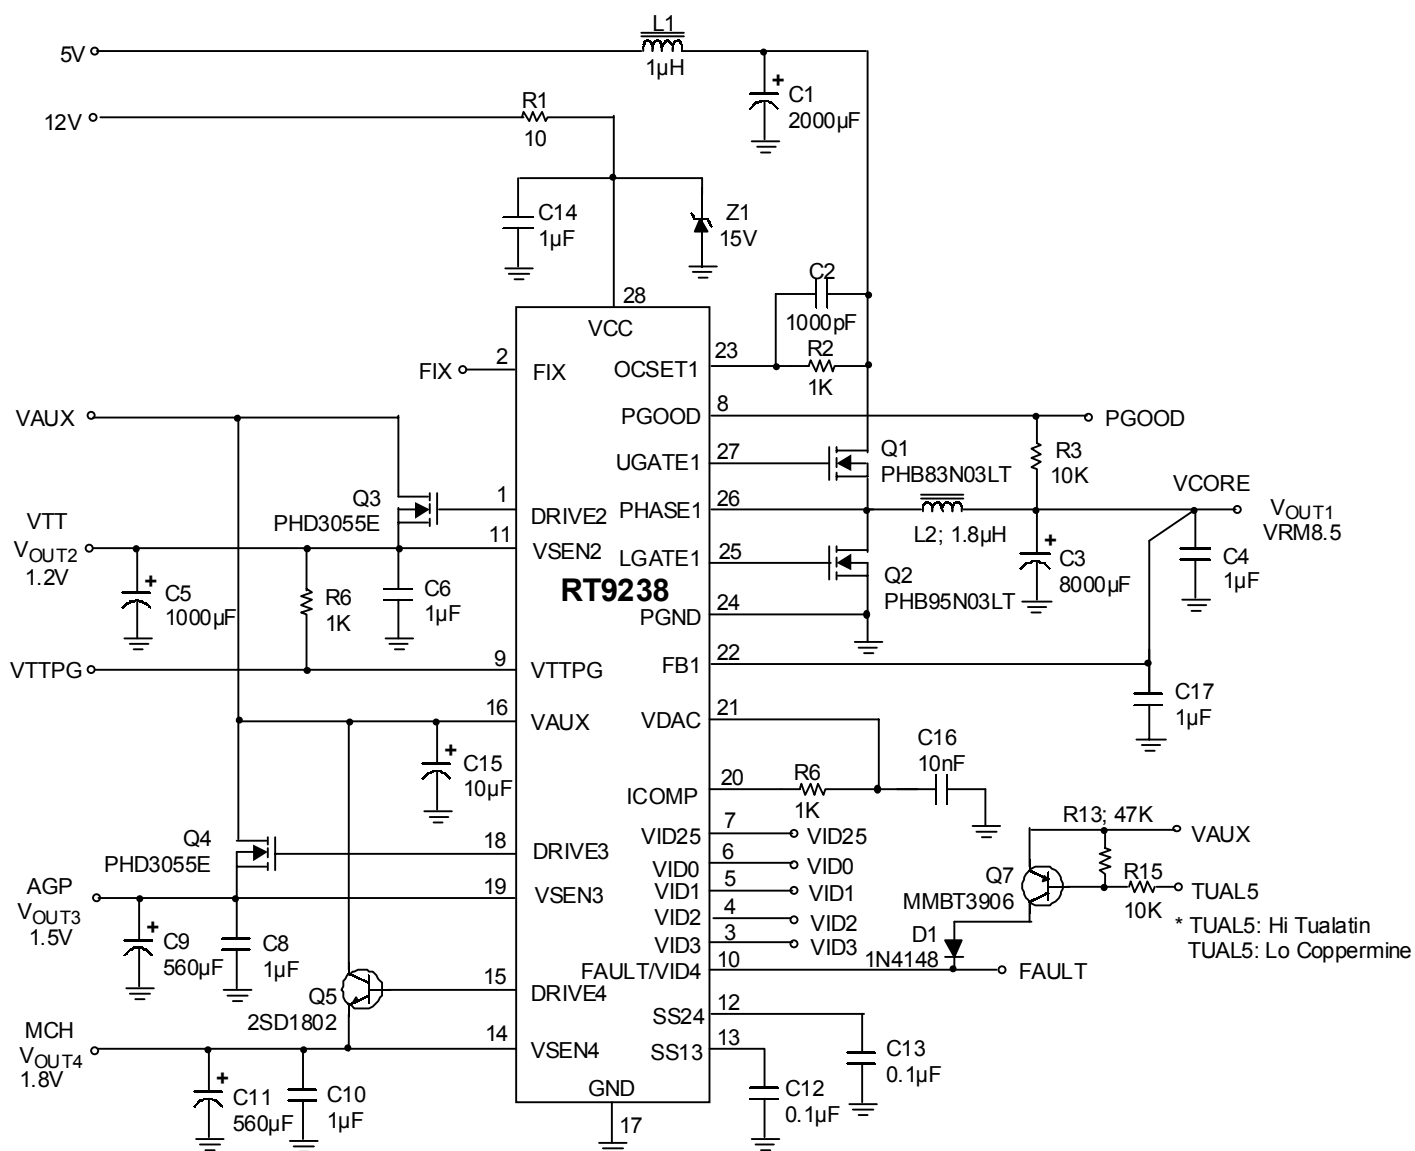 L1
5V
1µH
C1
2000µF
12V
R1
10
C14
1µF
Z1
15V
28
VCC
C2
1000pF
FIX
2
FIX
23
OCSET1
R2
1K
VAUX
8
PGOOD
PGOOD
27
UGATE1
Q1
PHB83N03LT
R3
10K
Q3
PHD3055E
1
DRIVE2
26
PHASE1
L2; 1.8µH
VCORE
VOUT1
VRM8.5
VTT
VOUT2
1.2V
11
VSEN2
25
LGATE1
Q2
PHB95N03LT
C3
8000µF
C4
1µF
RT9238
C5
1000µF
R6
1K
C6
1µF
24
PGND
VTTPG
9
VTTPG
22
FB1
C17
1µF
16
VAUX
21
VDAC
C15
10µF
C16
10nF
20
ICOMP
R6
1K
Q4
PHD3055E
18
DRIVE3
7
VID25
VID25
6
VID0
VID0
5
VID1
VID1
4
VID2
VID2
3
VID3
VID3
R13; 47K
VAUX
Q7
MMBT3906
R15
10K
TUAL5
* TUAL5: Hi Tualatin
TUAL5: Lo Coppermine
AGP
VOUT3
1.5V
19
VSEN3
C9
560µF
C8
1µF
D1
1N4148
10
FAULT/VID4
FAULT
Q5
2SD1802
15
DRIVE4
12
SS24
C13
0.1µF
MCH
VOUT4
1.8V
14
VSEN4
13
SS13
C12
0.1µF
C11
560µF
C10
1µF
GND
17